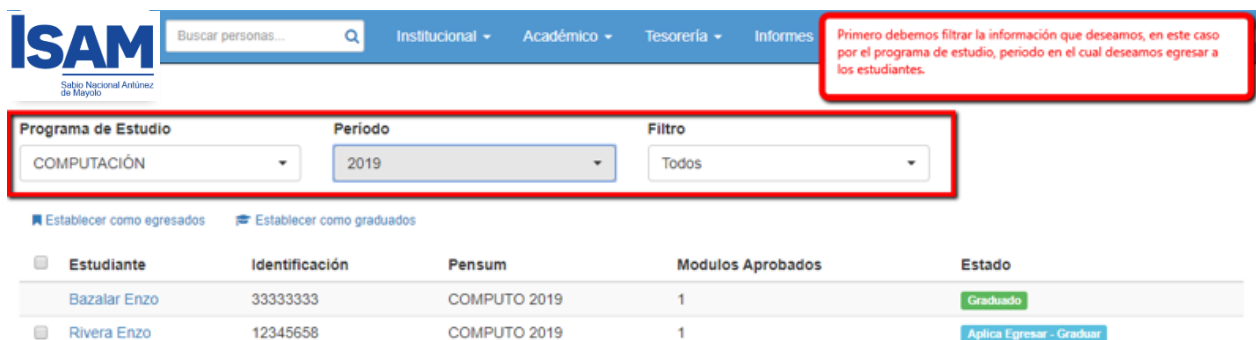 ISAM
Sabio Nacional Antúnez
de Mayolo
Buscar personas...
Institucional
Académico
Tesorería
Informes
Primero debemos filtrar la información que deseamos, en este caso
por el programa de estudio, periodo en el cual deseamos egresar a
los estudiantes.
Programa de Estudio Período Filtro
COMPUTACIÓN 2019 Todos
Establecer como egresados Establecer como graduados
Estudiante Identificación Pensum Modulos Aprobados Estado
Bazalar Enzo 33333333 COMPUTO 2019 1 Graduado
Rivera Enzo 12345658 COMPUTO 2019 1 Aplica Egresar - Graduar